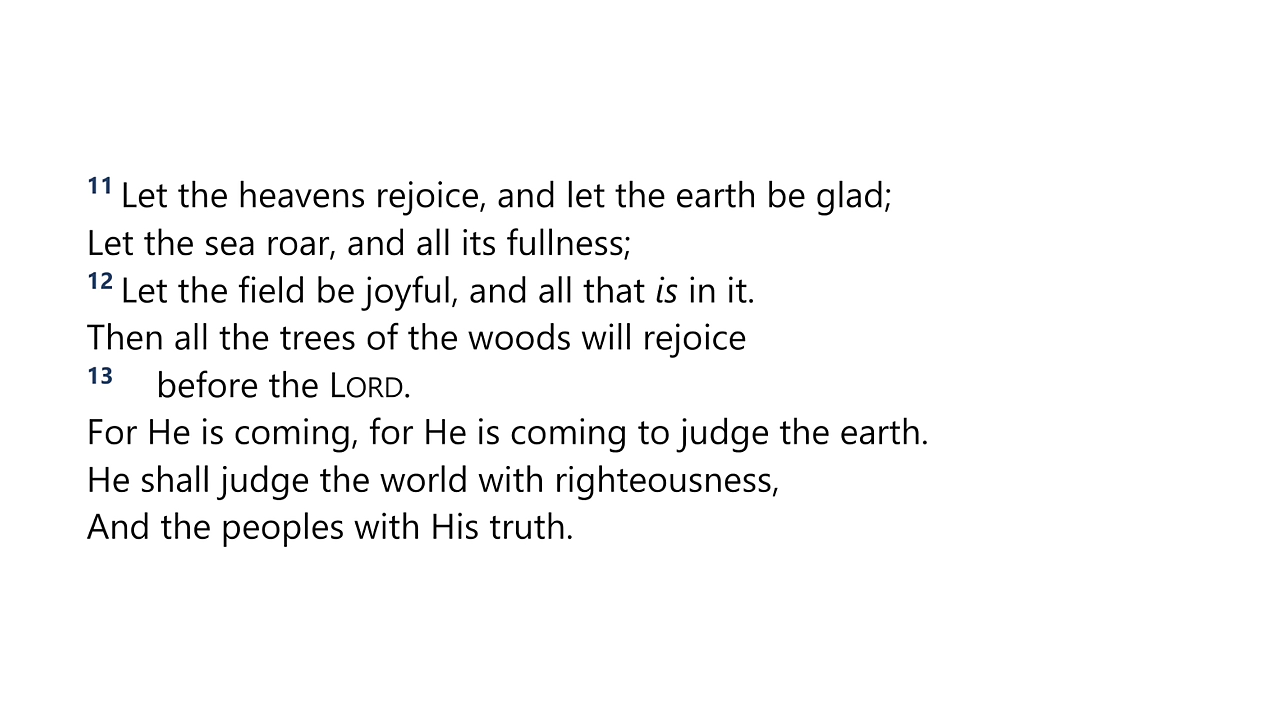 11 Let the heavens rejoice, and let the earth be glad;
Let the sea roar, and all its fullness;
12 Let the field be joyful, and all that is in it.
Then all the trees of the woods will rejoice
13 before the LORD.
For He is coming, for He is coming to judge the earth.
He shall judge the world with righteousness,
And the peoples with His truth.